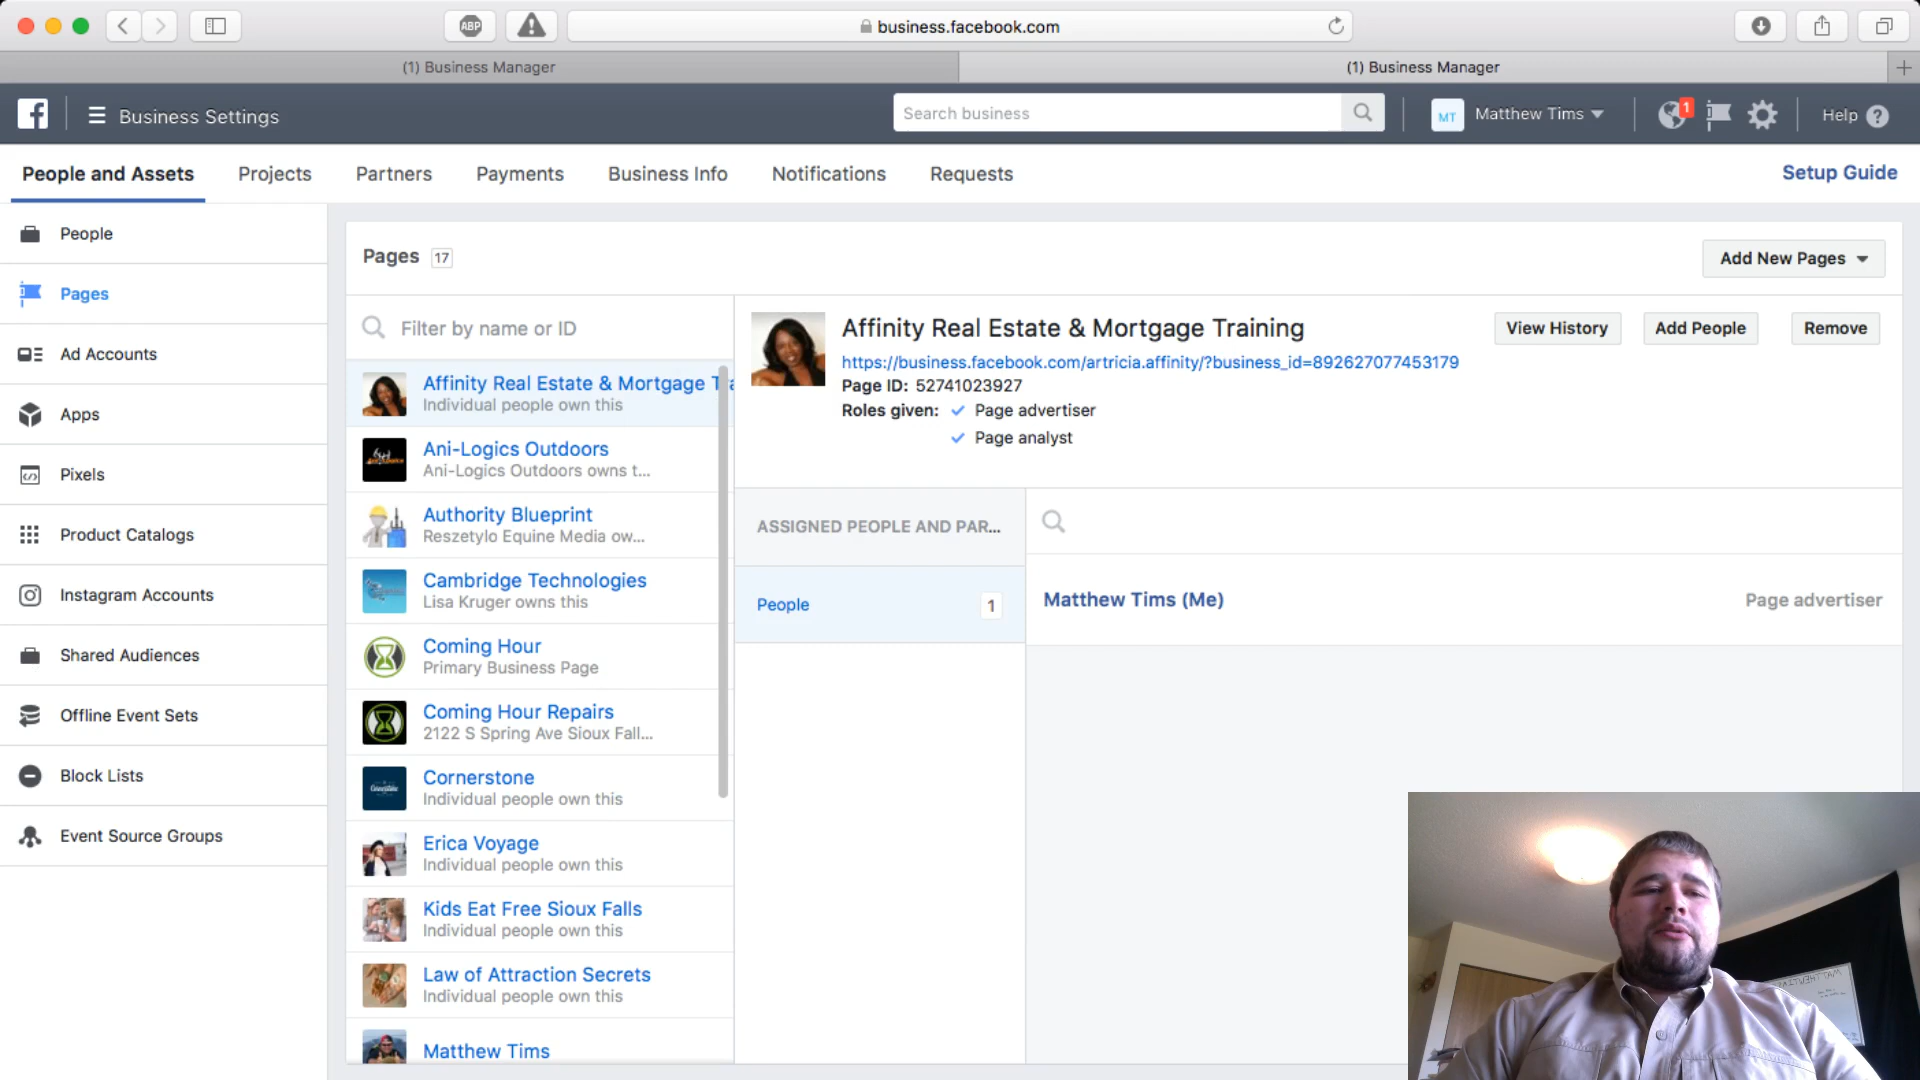 ABP
business.facebook.com
(1) Business Manager
(1) Business Manager
Business Settings
Search business
MT
Matthew Tims
1
Help
People and Assets
Projects
Partners
Payments
Business Info
Notifications
Requests
Setup Guide
People
Pages
Ad Accounts
Apps
Pixels
Product Catalogs
Instagram Accounts
Shared Audiences
Offline Event Sets
Block Lists
Event Source Groups
Pages 17
Add New Pages
Filter by name or ID
Affinity Real Estate & Mortgage Tra
Individual people own this
Ani-Logics Outdoors
Ani-Logics Outdoors owns t...
Authority Blueprint
Reszetylo Equine Media ow...
Cambridge Technologies
Lisa Kruger owns this
Coming Hour
Primary Business Page
Coming Hour Repairs
2122 S Spring Ave Sioux Fall...
Cornerstone
Individual people own this
Erica Voyage
Individual people own this
Kids Eat Free Sioux Falls
Individual people own this
Law of Attraction Secrets
Individual people own this
Matthew Tims
Affinity Real Estate & Mortgage Training
https://business.facebook.com/artricia.affinity/?business_id=892627077453179
Page ID: 52741023927
Roles given: Page advertiser
Page analyst
View History
Add People
Remove
ASSIGNED PEOPLE AND PAR...
People 1
Matthew Tims (Me)
Page advertiser